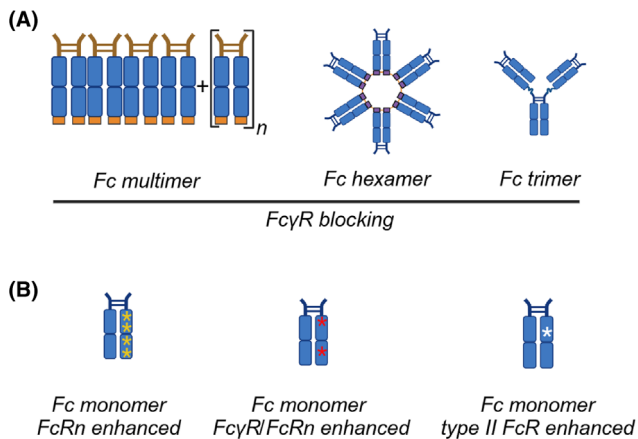 (A)
+
n
Fc multimer
Fc hexamer
Fc trimer
FcγR blocking
(B)
Fc monomer
FcRn enhanced
Fc monomer
FcγR/FcRn enhanced
Fc monomer
type II FcR enhanced